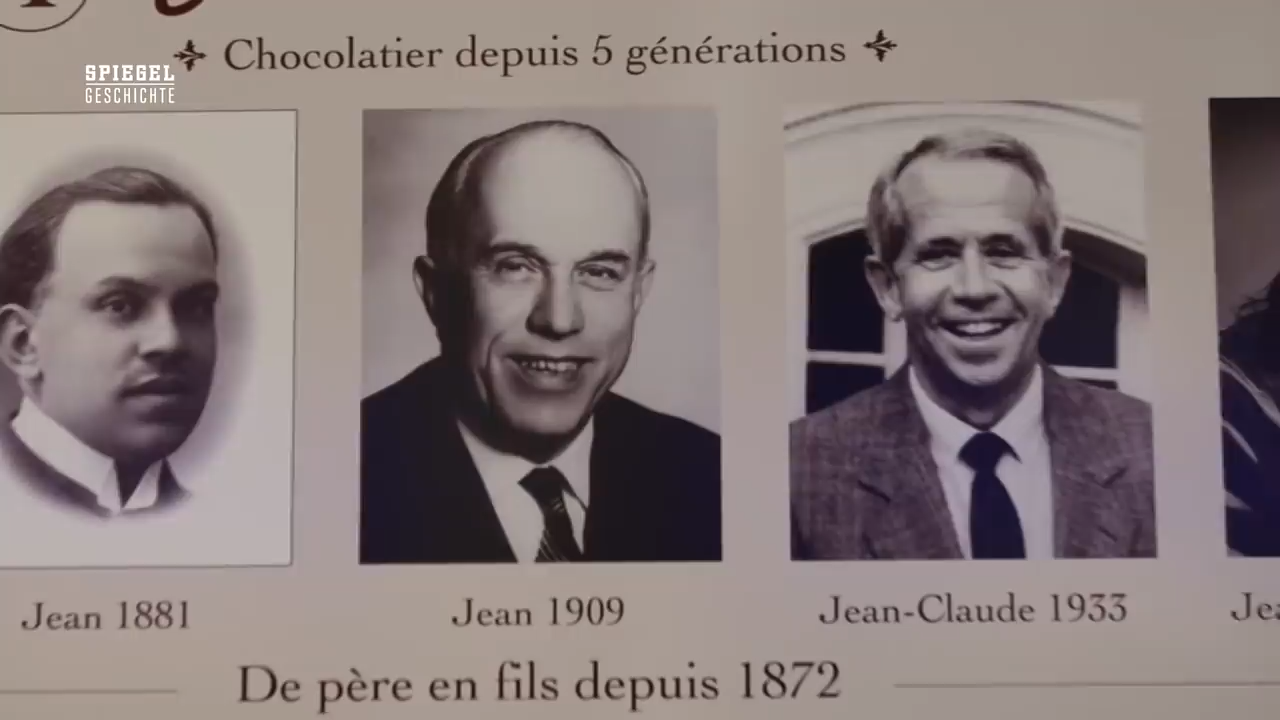 Chocolatier depuis 5 générations
SPIEGEL
GESCHICHTE
Jean 1881
Jean 1909
Jean-Claude 1933
De père en fils depuis 1872